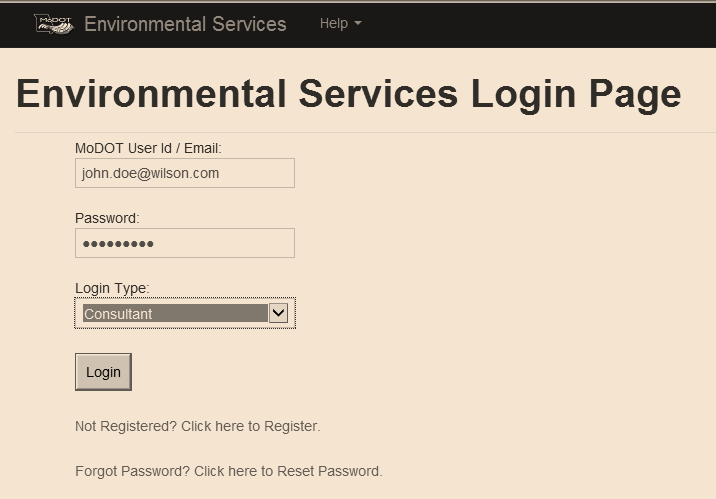 MoDOT Environmental Services Help
Environmental Services Login Page
MoDOT User Id / Email:
john.doe@wilson.com
Password:
●●●●●●●●●
Login Type:
Consultant
Login
Not Registered? Click here to Register.
Forgot Password? Click here to Reset Password.